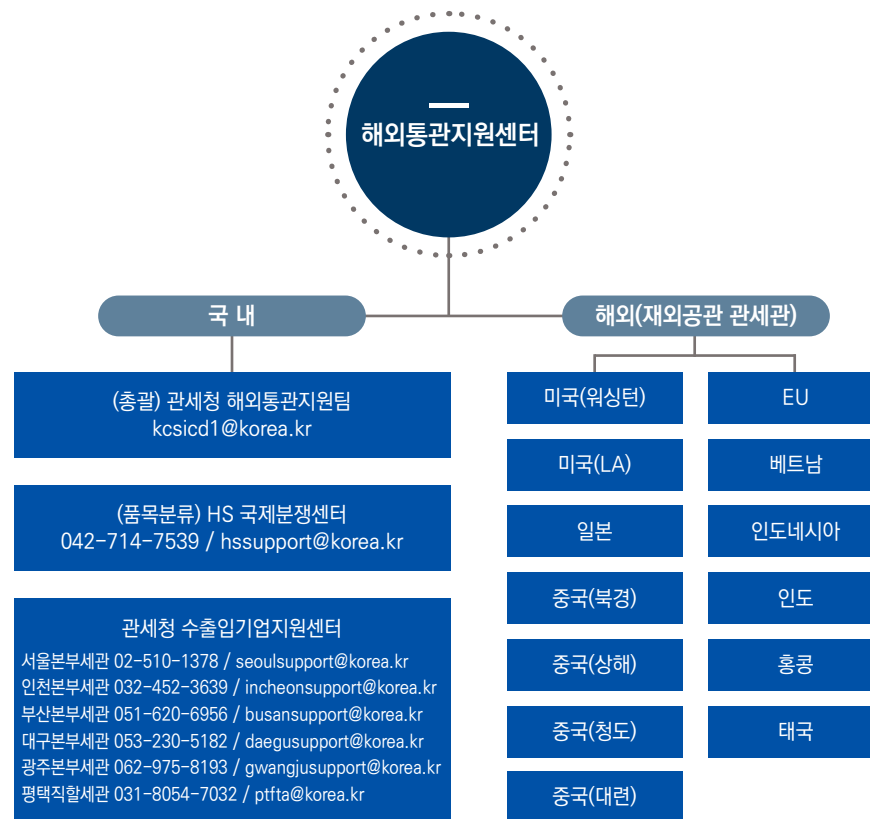 해외통관지원센터
국 내
(총괄) 관세청 해외통관지원팀
kcsicd1@korea.kr
(품목분류) HS 국제분쟁센터
042-714-7539 / hssupport@korea.kr
관세청 수출입기업지원센터
서울본부세관 02-510-1378 / seoulsupport@korea.kr
인천본부세관 032-452-3639 / incheonsupport@korea.kr
부산본부세관 051-620-6956 / busansupport@korea.kr
대구본부세관 053-230-5182 / daegusupport@korea.kr
광주본부세관 062-975-8193 / gwangjusupport@korea.kr
평택직할세관 031-8054-7032 / ptfta@korea.kr
해외(재외공관 관세관)
미국(워싱턴)
미국(LA)
일본
중국(북경)
중국(상해)
중국(청도)
중국(대련)
EU
베트남
인도네시아
인도
홍콩
태국